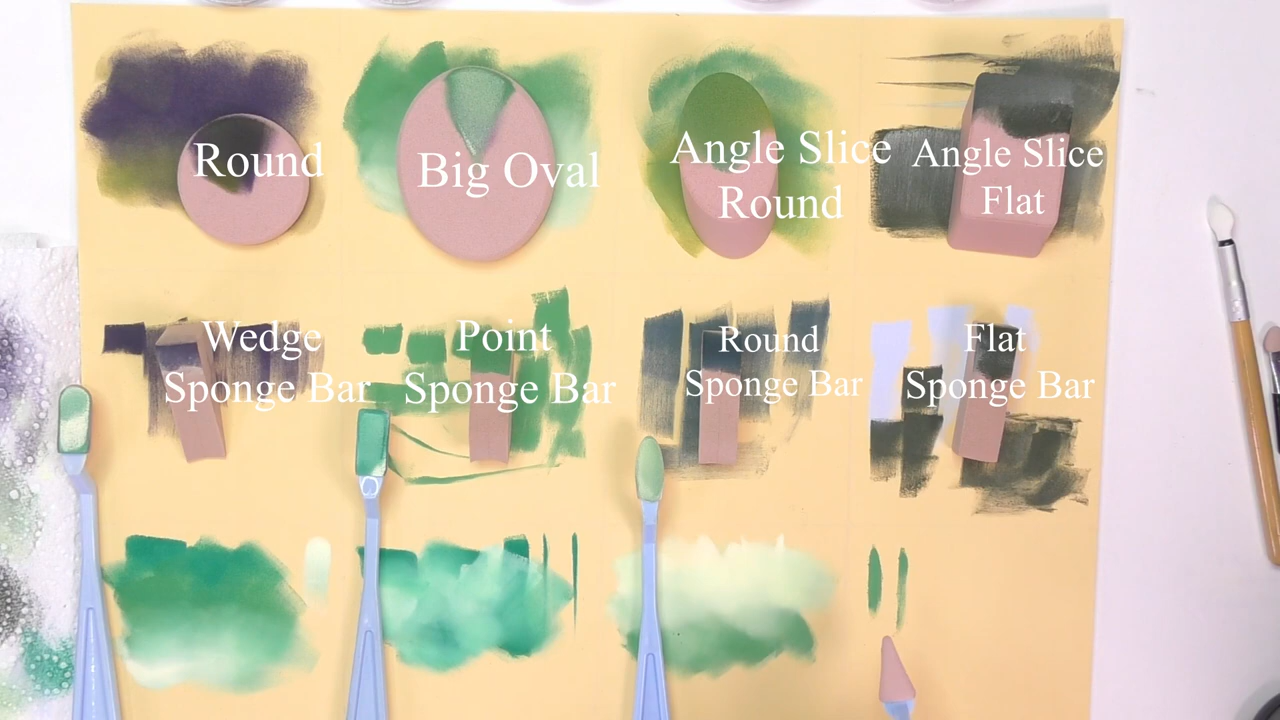 Round
Big Oval
Angle Slice
Round
Angle Slice
Flat
Wedge
Sponge Bar
Point
Sponge Bar
Round
Sponge Bar
Flat
Sponge Bar